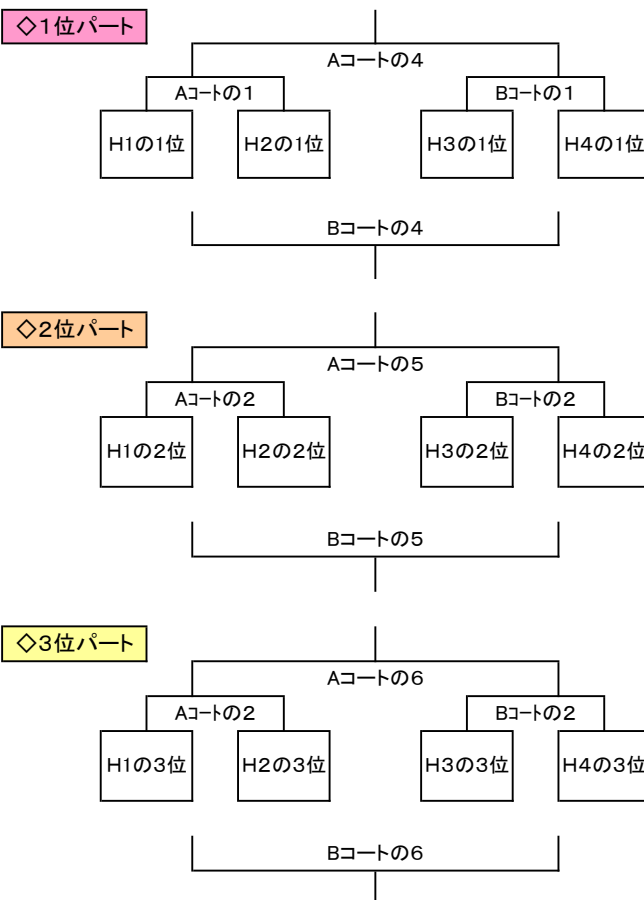 ◇1位パート
Aコートの4
Aコートの1
Bコートの1
H1の1位
H2の1位
H3の1位
H4の1位
Bコートの4
◇2位パート
Aコートの5
Aコートの2
Bコートの2
H1の2位
H2の2位
H3の2位
H4の2位
Bコートの5
◇3位パート
Aコートの6
Aコートの2
Bコートの2
H1の3位
H2の3位
H3の3位
H4の3位
Bコートの6